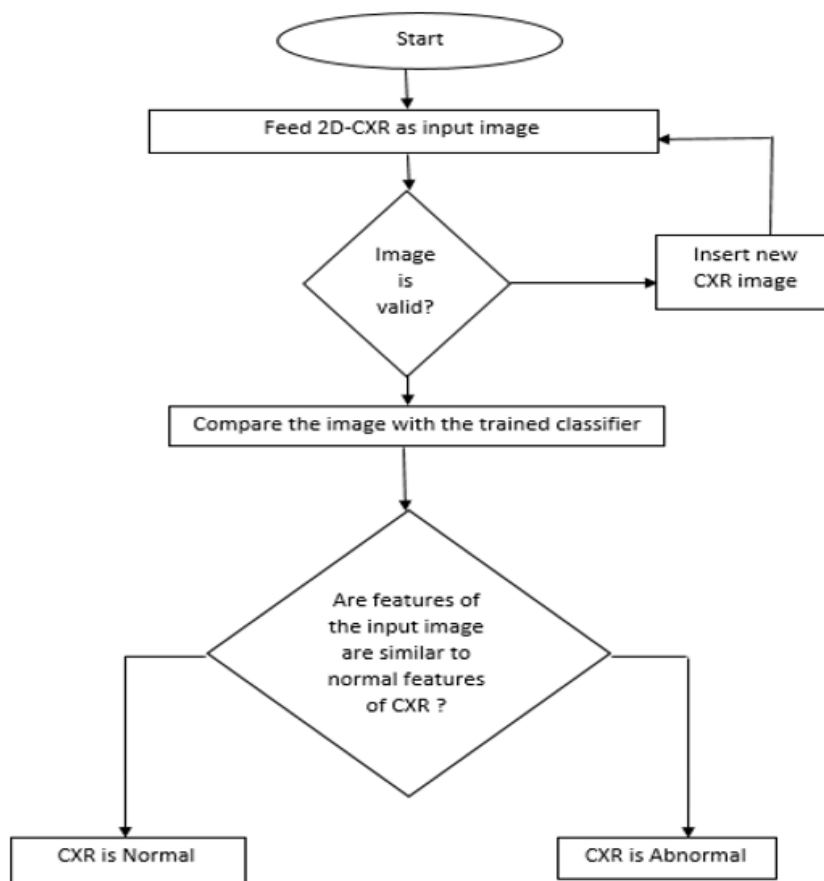 Start
Feed 2D-CXR as input image
Image
is
valid?
Insert new
CXR image
Compare the image with the trained classifier
Are features of
the input image
are similar to
normal features
of CXR ?
CXR is Normal
CXR is Abnormal